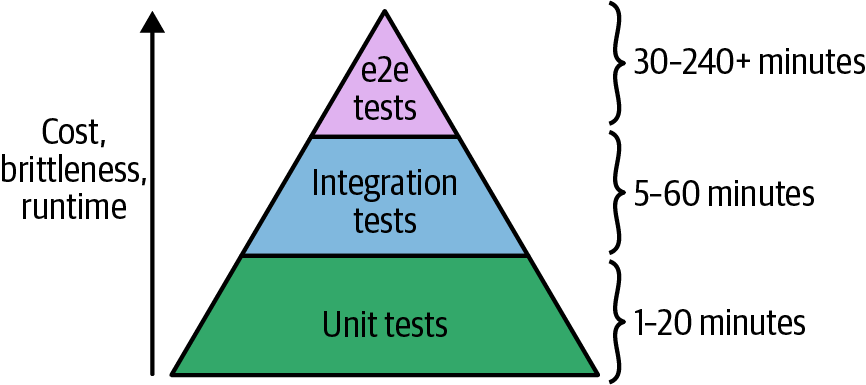 e2e
tests
30–240+ minutes
Cost,
brittleness,
runtime
Integration
tests
5–60 minutes
Unit tests
1–20 minutes